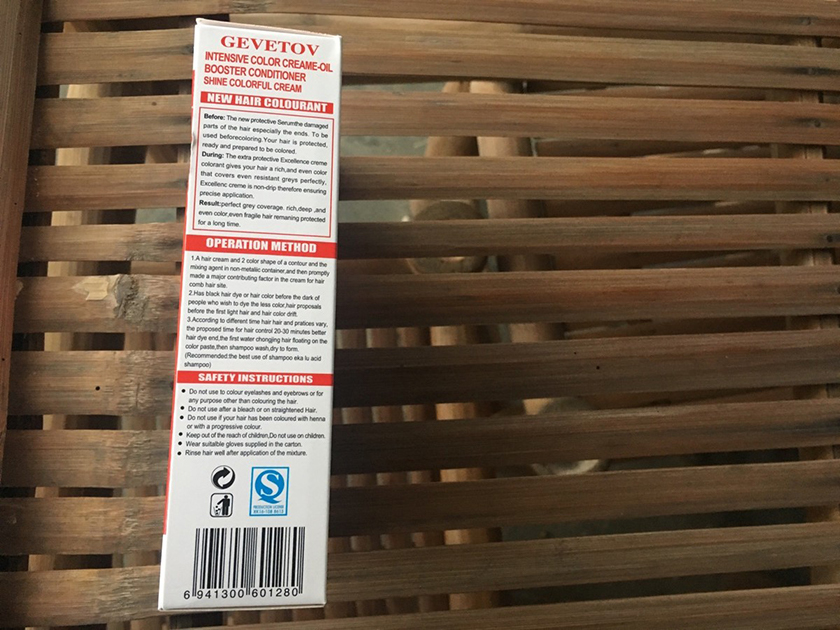 GEVETOV
INTENSIVE COLOR CREAME-OIL
BOOSTER CONDITIONER
SHINE COLORFUL CREAM
NEW HAIR COLOURANT
Before: The new protective Serumthe damaged
parts of the hair especially the ends. To be
used beforecoloring.Your hair is protected,
ready and prepared to be colored.
During: The extra protective Excellence creme
colorant gives your hair a rich,and even color
that covers even resistant greys perfectly.
Excellenc creme is non-drip therefore ensuring
precise application.
Result:perfect grey coverage. rich,deep ,and
even color,even fragile hair remaning protected
for a long time.
OPERATION METHOD
1.A hair cream and 2 color shape of a contour and the
mixing agent in non-metaliic container,and then promptly
made a major contributing factor in the cream for hair
comb hair site.
2.Has black hair dye or hair color before the dark of
people who wish to dye the less color,hair proposals
before the first light hair and hair color drift.
3.According to different time hair hair and pratices vary,
the proposed time for hair control 20-30 minutes better
hair dye end,the first water chongjing hair floating on the
color paste,then shampoo wash,dry to form.
(Recommended:the best use of shampoo eka lu acid
shampoo)
SAFETY INSTRUCTIONS
• Do not use to colour eyelashes and eyebrows or for
any purpose other than colouring the hair.
• Do not use after a bleach or on straightened Hair.
• Do not use if your hair has been coloured with henna
or with a progressive colour.
• Keep out of the reach of children,Do not use on children.
• Wear suitalble gloves supplied in the carton.
• Rinse hair well after application of the mixture.
6 941300 601280